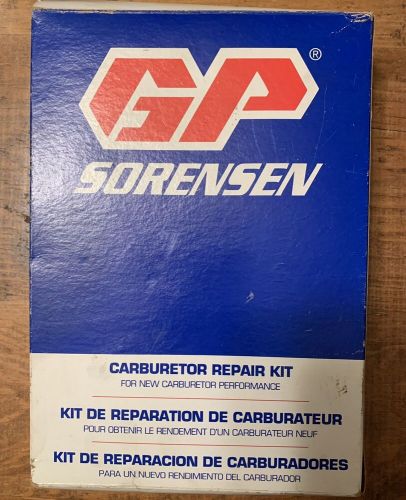 GP®
SORENSEN
CARBURETOR REPAIR KIT
FOR NEW CARBURETOR PERFORMANCE
KIT DE REPARATION DE CARBURATEUR
POUR OBTENIR LE RENDEMENT D'UN CARBURATEUR NEUF
KIT DE REPARACION DE CARBURADORES
PARA UN NUEVO RENDIMIENTO DEL CARBURADOR